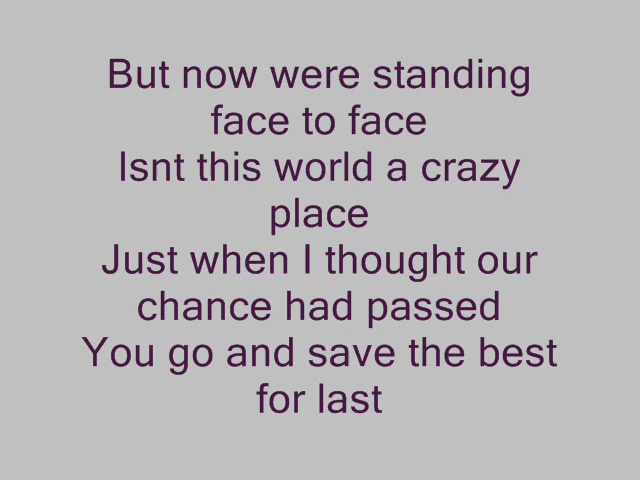 But now were standing
face to face
Isnt this world a crazy
place
Just when I thought our
chance had passed
You go and save the best
for last